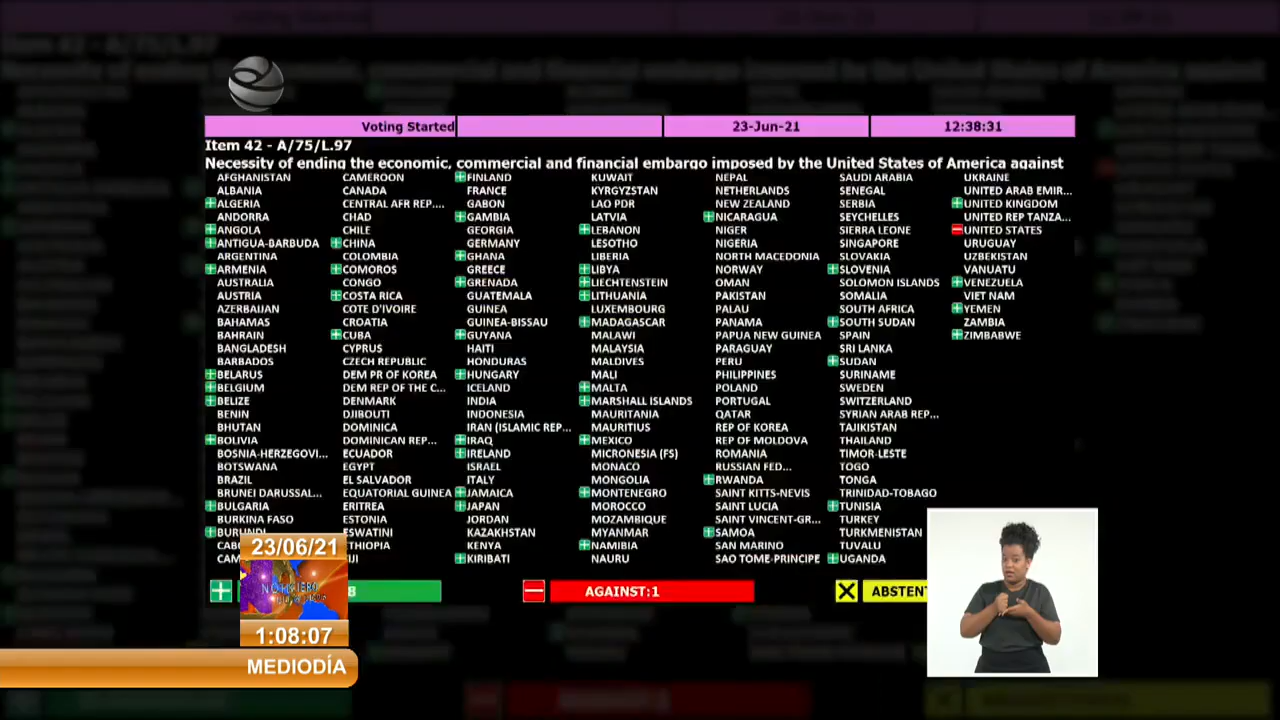 Voting Started 23-Jun-21 12:38:31
Item 42 - A/75/L.97
Necessity of ending the economic, commercial and financial embargo imposed by the United States of America against
AFGHANISTAN CAMEROON FINLAND KUWAIT NEPAL SAUDI ARABIA UKRAINE
ALBANIA CANADA FRANCE KYRGYZSTAN NETHERLANDS SENEGAL UNITED ARAB EMIR...
ALGERIA CENTRAL AFR REP.... GABON LAO PDR NEW ZEALAND SERBIA UNITED KINGDOM
ANDORRA CHAD GAMBIA LATVIA NICARAGUA SEYCHELLES UNITED REP TANZA...
ANGOLA CHILE GEORGIA LEBANON NIGER SIERRA LEONE UNITED STATES
ANTIGUA-BARBUDA CHINA GERMANY LESOTHO NIGERIA SINGAPORE URUGUAY
ARGENTINA COLOMBIA GHANA LIBERIA NORTH MACEDONIA SLOVAKIA UZBEKISTAN
ARMENIA COMOROS GREECE LIBYA NORWAY SLOVENIA VANUATU
AUSTRALIA CONGO GRENADA LIECHTENSTEIN OMAN SOLOMON ISLANDS VENEZUELA
AUSTRIA COSTA RICA GUATEMALA LITHUANIA PAKISTAN SOMALIA VIET NAM
AZERBAIJAN COTE D'IVOIRE GUINEA LUXEMBOURG PALAU SOUTH AFRICA YEMEN
BAHAMAS CROATIA GUINEA-BISSAU MADAGASCAR PANAMA SOUTH SUDAN ZAMBIA
BAHRAIN CUBA GUYANA MALAWI PAPUA NEW GUINEA SPAIN ZIMBABWE
BANGLADESH CYPRUS HAITI MALAYSIA PARAGUAY SRI LANKA
BARBADOS CZECH REPUBLIC HONDURAS MALDIVES PERU SUDAN
BELARUS DEM PR OF KOREA HUNGARY MALI PHILIPPINES SURINAME
BELGIUM DEM REP OF THE C... ICELAND MALTA POLAND SWEDEN
BELIZE DENMARK INDIA MARSHALL ISLANDS PORTUGAL SWITZERLAND
BENIN DJIBOUTI INDONESIA MAURITANIA QATAR SYRIAN ARAB REP...
BHUTAN DOMINICA IRAN (ISLAMIC REP... MAURITIUS REP OF KOREA TAJIKISTAN
BOLIVIA DOMINICAN REP... IRAQ MEXICO REP OF MOLDOVA THAILAND
BOSNIA-HERZEGOVI... ECUADOR IRELAND MICRONESIA (FS) ROMANIA TIMOR-LESTE
BOTSWANA EGYPT ISRAEL MONACO RUSSIAN FED... TOGO
BRAZIL EL SALVADOR ITALY MONGOLIA RWANDA TONGA
BRUNEI DARUSSAL... EQUATORIAL GUINEA JAMAICA MONTENEGRO SAINT KITTS-NEVIS TRINIDAD-TOBAGO
BULGARIA ERITREA JAPAN MOROCCO SAINT LUCIA TUNISIA
BURKINA FASO ESTONIA JORDAN MOZAMBIQUE SAINT VINCENT-GR... TURKEY
BURUNDI ESWATINI KAZAKHSTAN MYANMAR SAMOA TURKMENISTAN
CAB THIOPIA KENYA NAMIBIA SAN MARINO TUVALU
CAM IJI KIRIBATI NAURU SAO TOME-PRINCIPE UGANDA
8 AGAINST:1 ABSTEN
23/06/21
1:08:07
MEDIODÍA